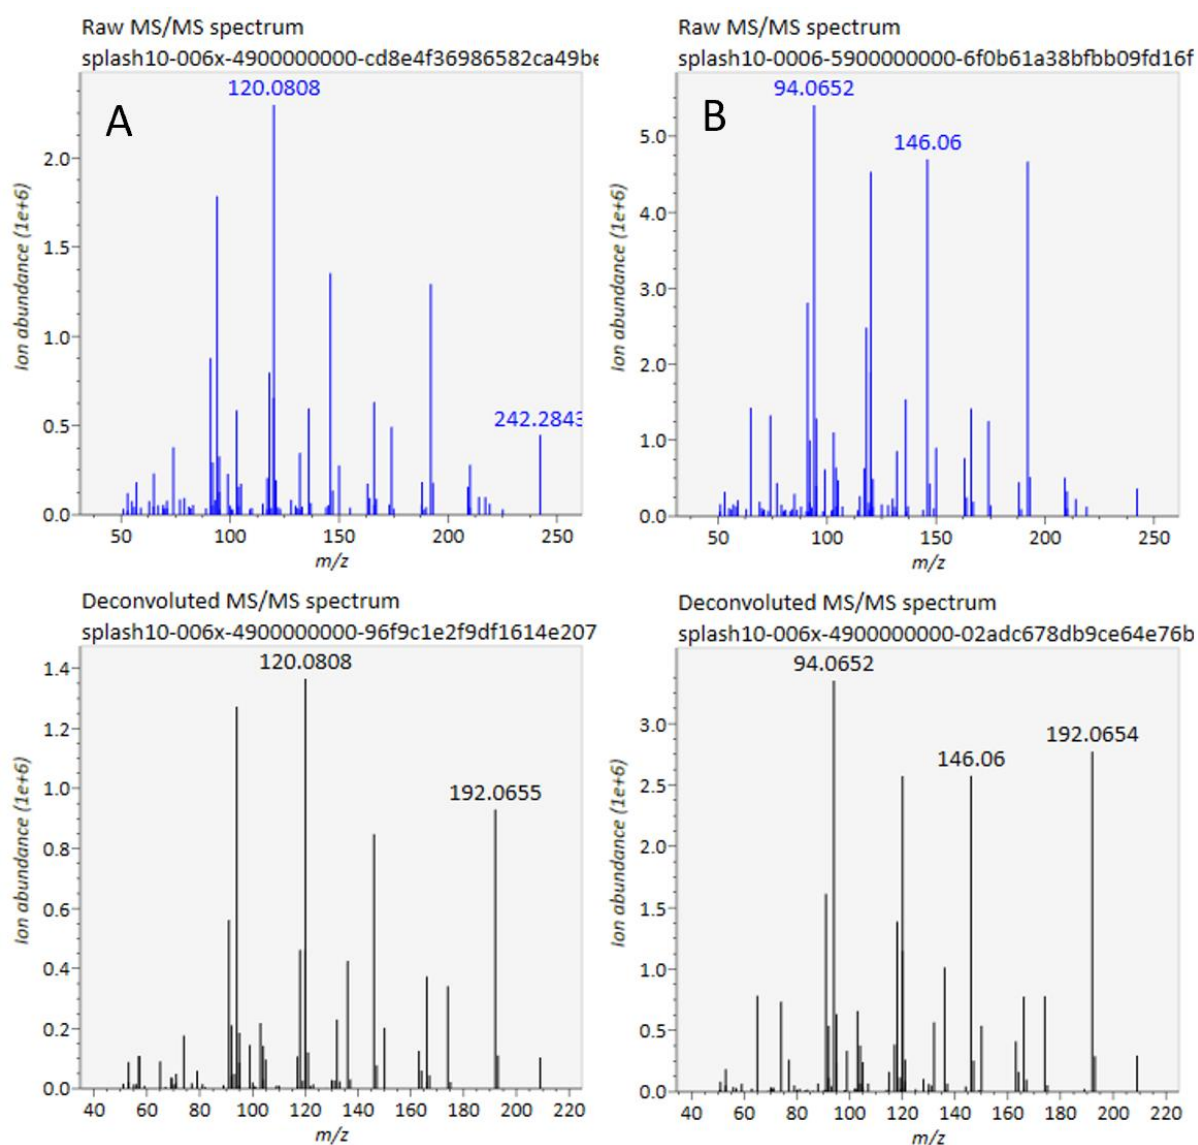 Raw MS/MS spectrum
splash10-006x-4900000000-cd8e4f36986582ca49be
120.0808
A
242.2843
2.0
1.5
1.0
0.5
0.0
50 100 150 200 250
m/z
Ion abundance (1e+6)
Raw MS/MS spectrum
splash10-0006-5900000000-6f0b61a38bfbb09fd16f
94.0652
B
146.06
5.0
4.0
3.0
2.0
1.0
0.0
50 100 150 200 250
m/z
Ion abundance (1e+6)
Deconvoluted MS/MS spectrum
splash10-006x-4900000000-96f9c1e2f9df1614e207
120.0808
192.0655
1.4
1.2
1.0
0.8
0.6
0.4
0.2
0.0
40 60 80 100 120 140 160 180 200 220
m/z
Ion abundance (1e+6)
Deconvoluted MS/MS spectrum
splash10-006x-4900000000-02adc678db9ce64e76b
94.0652
192.0654
146.06
3.0
2.5
2.0
1.5
1.0
0.5
0.0
40 60 80 100 120 140 160 180 200 220
m/z
Ion abundance (1e+6)